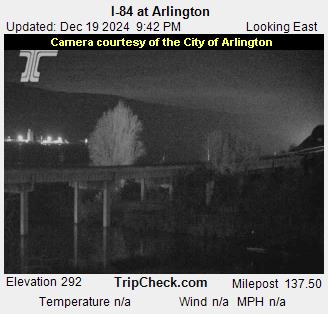 I-84 at Arlington
Updated: Dec 19 2024 9:42 PM Looking East
Camera courtesy of the City of Arlington
Elevation 292 TripCheck.com Milepost 137.50
Temperature n/a Wind n/a MPH n/a